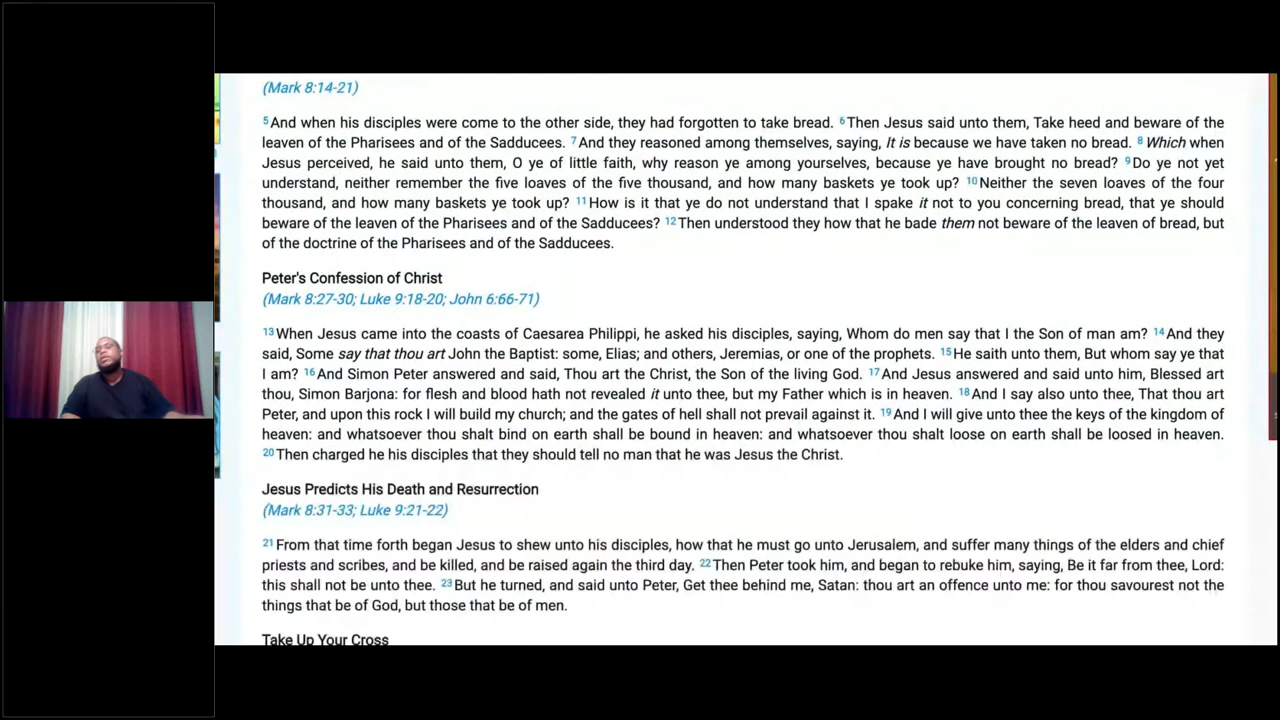 (Mark 8:14-21)
5And when his disciples were come to the other side, they had forgotten to take bread. 6Then Jesus said unto them, Take heed and beware of the
leaven of the Pharisees and of the Sadducees. 7And they reasoned among themselves, saying, It is because we have taken no bread. 8Which when
Jesus perceived, he said unto them, O ye of little faith, why reason ye among yourselves, because ye have brought no bread? 9Do ye not yet
understand, neither remember the five loaves of the five thousand, and how many baskets ye took up? 10Neither the seven loaves of the four
thousand, and how many baskets ye took up? 11How is it that ye do not understand that I spake it not to you concerning bread, that ye should
beware of the leaven of the Pharisees and of the Sadducees? 12Then understood they how that he bade them not beware of the leaven of bread, but
of the doctrine of the Pharisees and of the Sadducees.
Peter's Confession of Christ
(Mark 8:27-30; Luke 9:18-20; John 6:66-71)
13When Jesus came into the coasts of Caesarea Philippi, he asked his disciples, saying, Whom do men say that I the Son of man am? 14And they
said, Some say that thou art John the Baptist: some, Elias; and others, Jeremias, or one of the prophets. 15He saith unto them, But whom say ye that
I am? 16And Simon Peter answered and said, Thou art the Christ, the Son of the living God. 17And Jesus answered and said unto him, Blessed art
thou, Simon Barjona: for flesh and blood hath not revealed it unto thee, but my Father which is in heaven. 18And I say also unto thee, That thou art
Peter, and upon this rock I will build my church; and the gates of hell shall not prevail against it. 19And I will give unto thee the keys of the kingdom of
heaven: and whatsoever thou shalt bind on earth shall be bound in heaven: and whatsoever thou shalt loose on earth shall be loosed in heaven.
20Then charged he his disciples that they should tell no man that he was Jesus the Christ.
Jesus Predicts His Death and Resurrection
(Mark 8:31-33; Luke 9:21-22)
21From that time forth began Jesus to shew unto his disciples, how that he must go unto Jerusalem, and suffer many things of the elders and chief
priests and scribes, and be killed, and be raised again the third day. 22Then Peter took him, and began to rebuke him, saying, Be it far from thee, Lord:
this shall not be unto thee. 23But he turned, and said unto Peter, Get thee behind me, Satan: thou art an offence unto me: for thou savourest not the
things that be of God, but those that be of men.
Take Up Your Cross